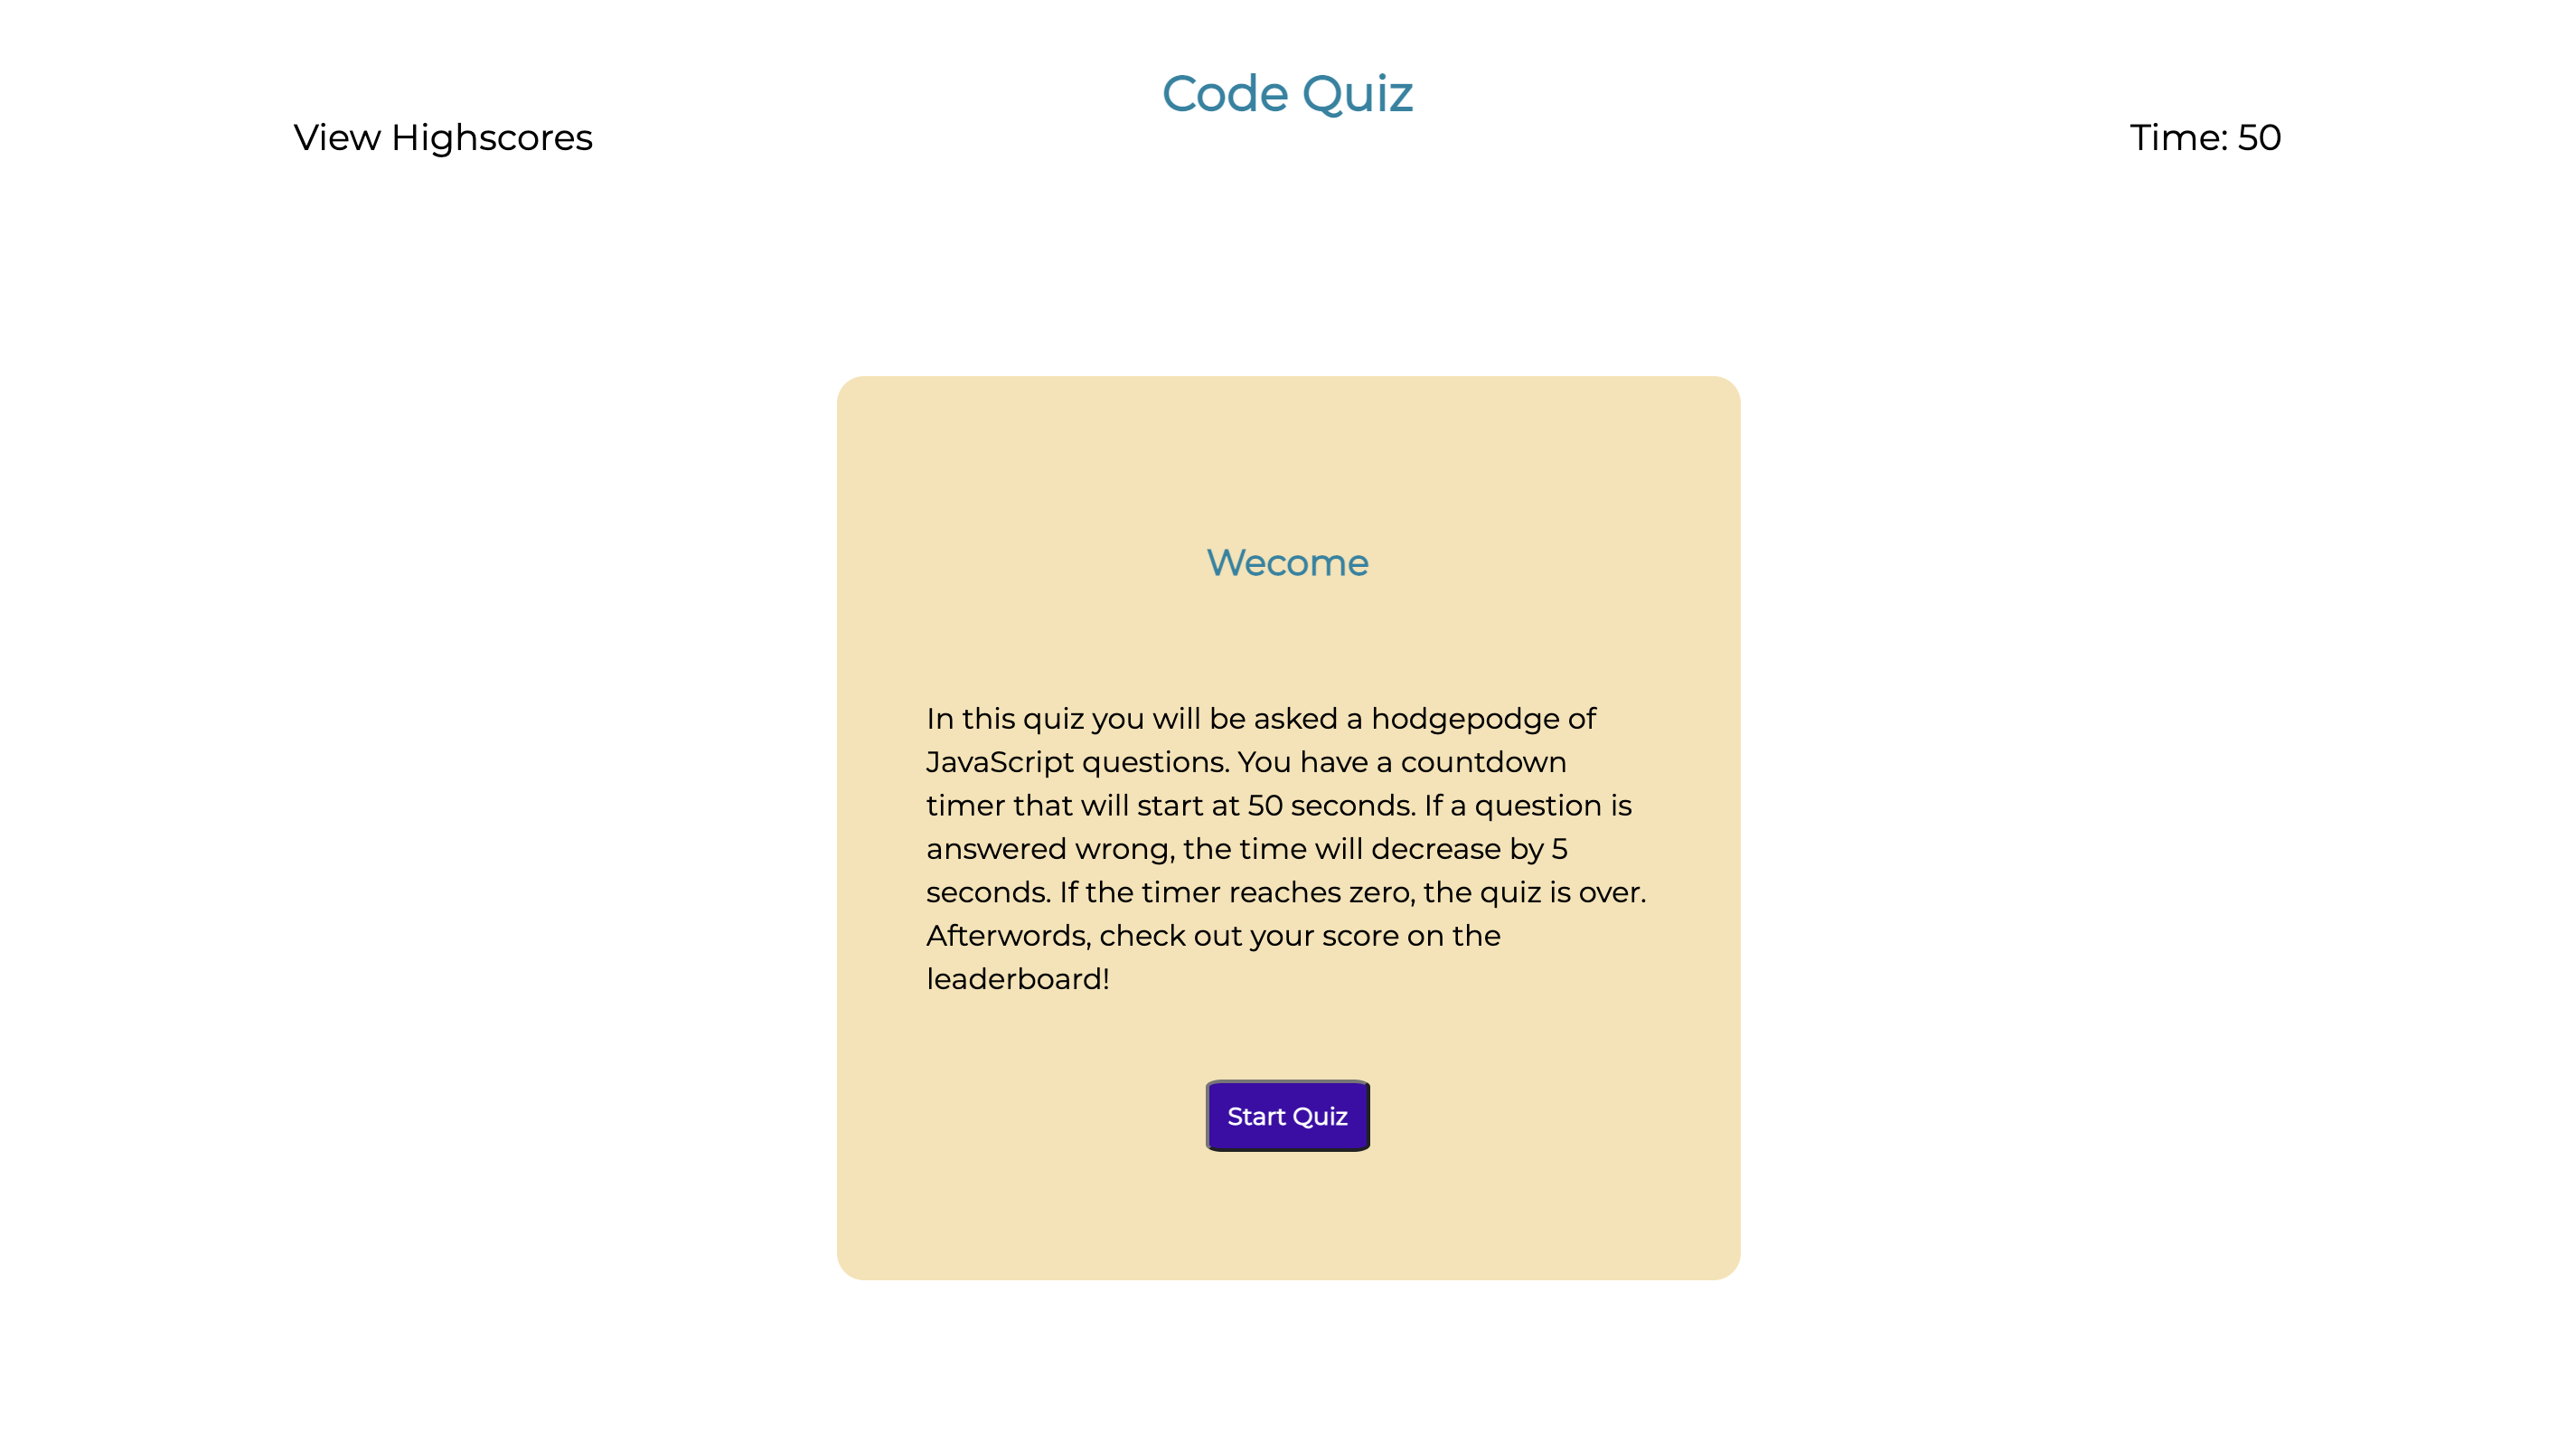 Code Quiz
View Highscores
Time: 50
Wecome
In this quiz you will be asked a hodgepodge of
JavaScript questions. You have a countdown
timer that will start at 50 seconds. If a question is
answered wrong, the time will decrease by 5
seconds. If the timer reaches zero, the quiz is over.
Afterwords, check out your score on the
leaderboard!
Start Quiz